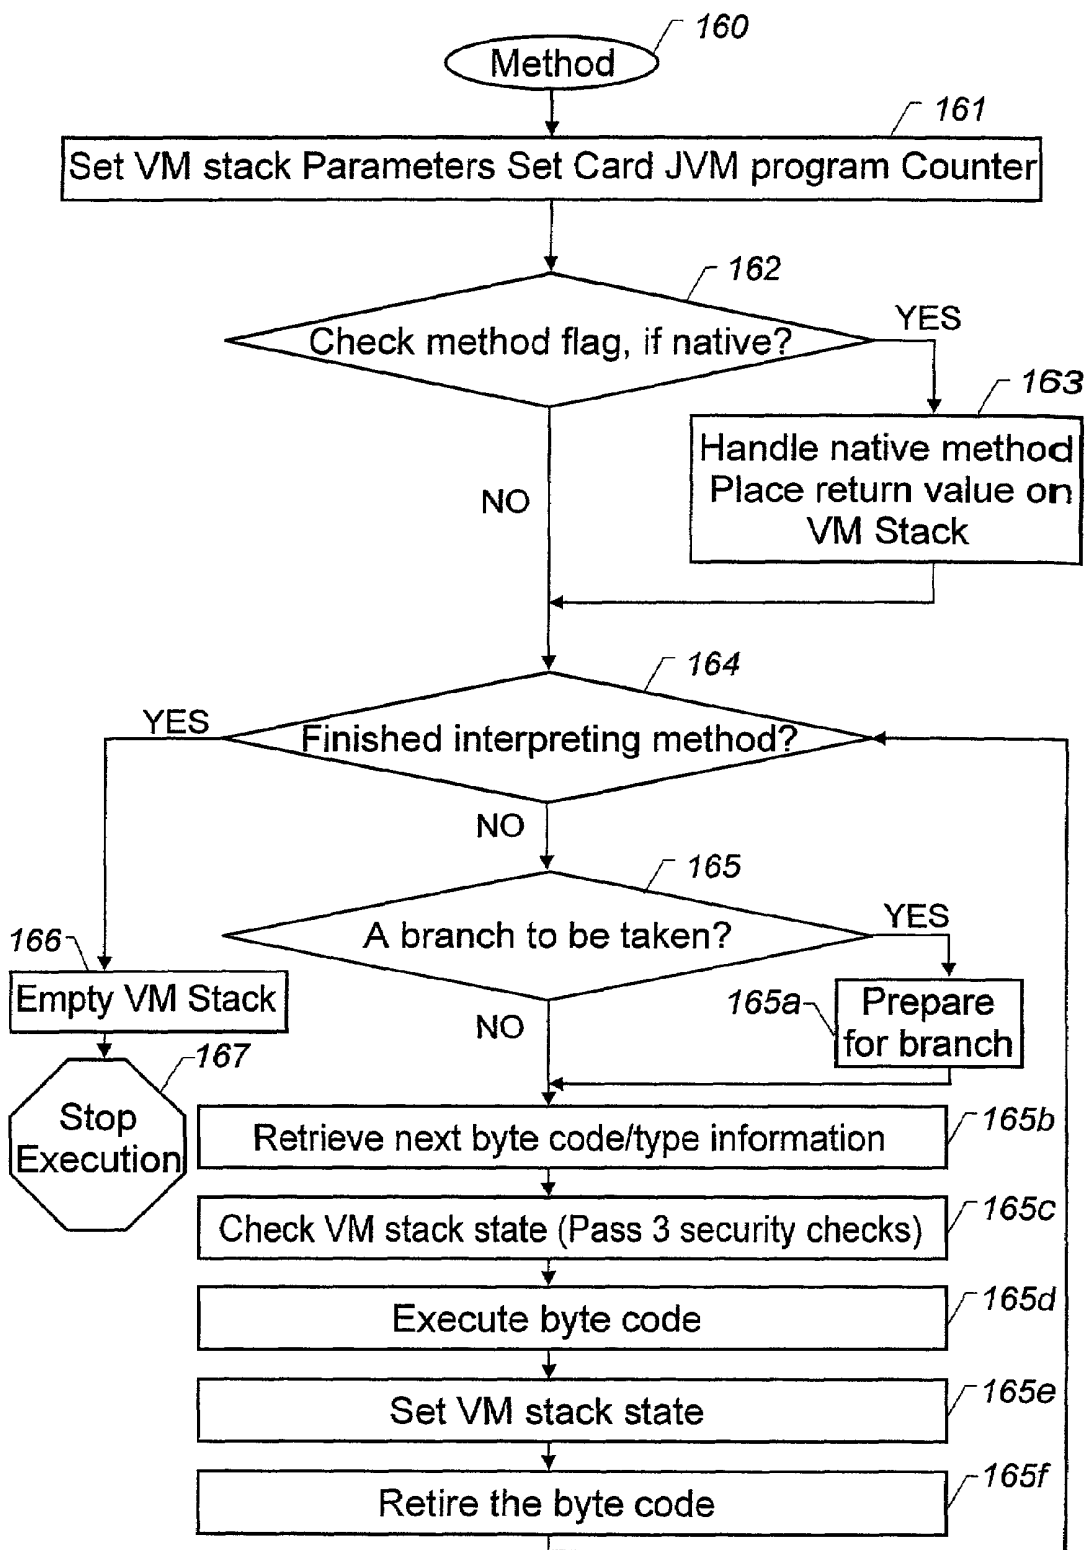 160
Method
161
Set VM stack Parameters Set Card JVM program Counter
162
Check method flag, if native?
YES
163
Handle native method
Place return value on
VM Stack
NO
164
Finished interpreting method?
YES
NO
165
A branch to be taken?
YES
166
Empty VM Stack
165a
Prepare
for branch
NO
167
Stop
Execution
165b
Retrieve next byte code/type information
165c
Check VM stack state (Pass 3 security checks)
165d
Execute byte code
165e
Set VM stack state
165f
Retire the byte code